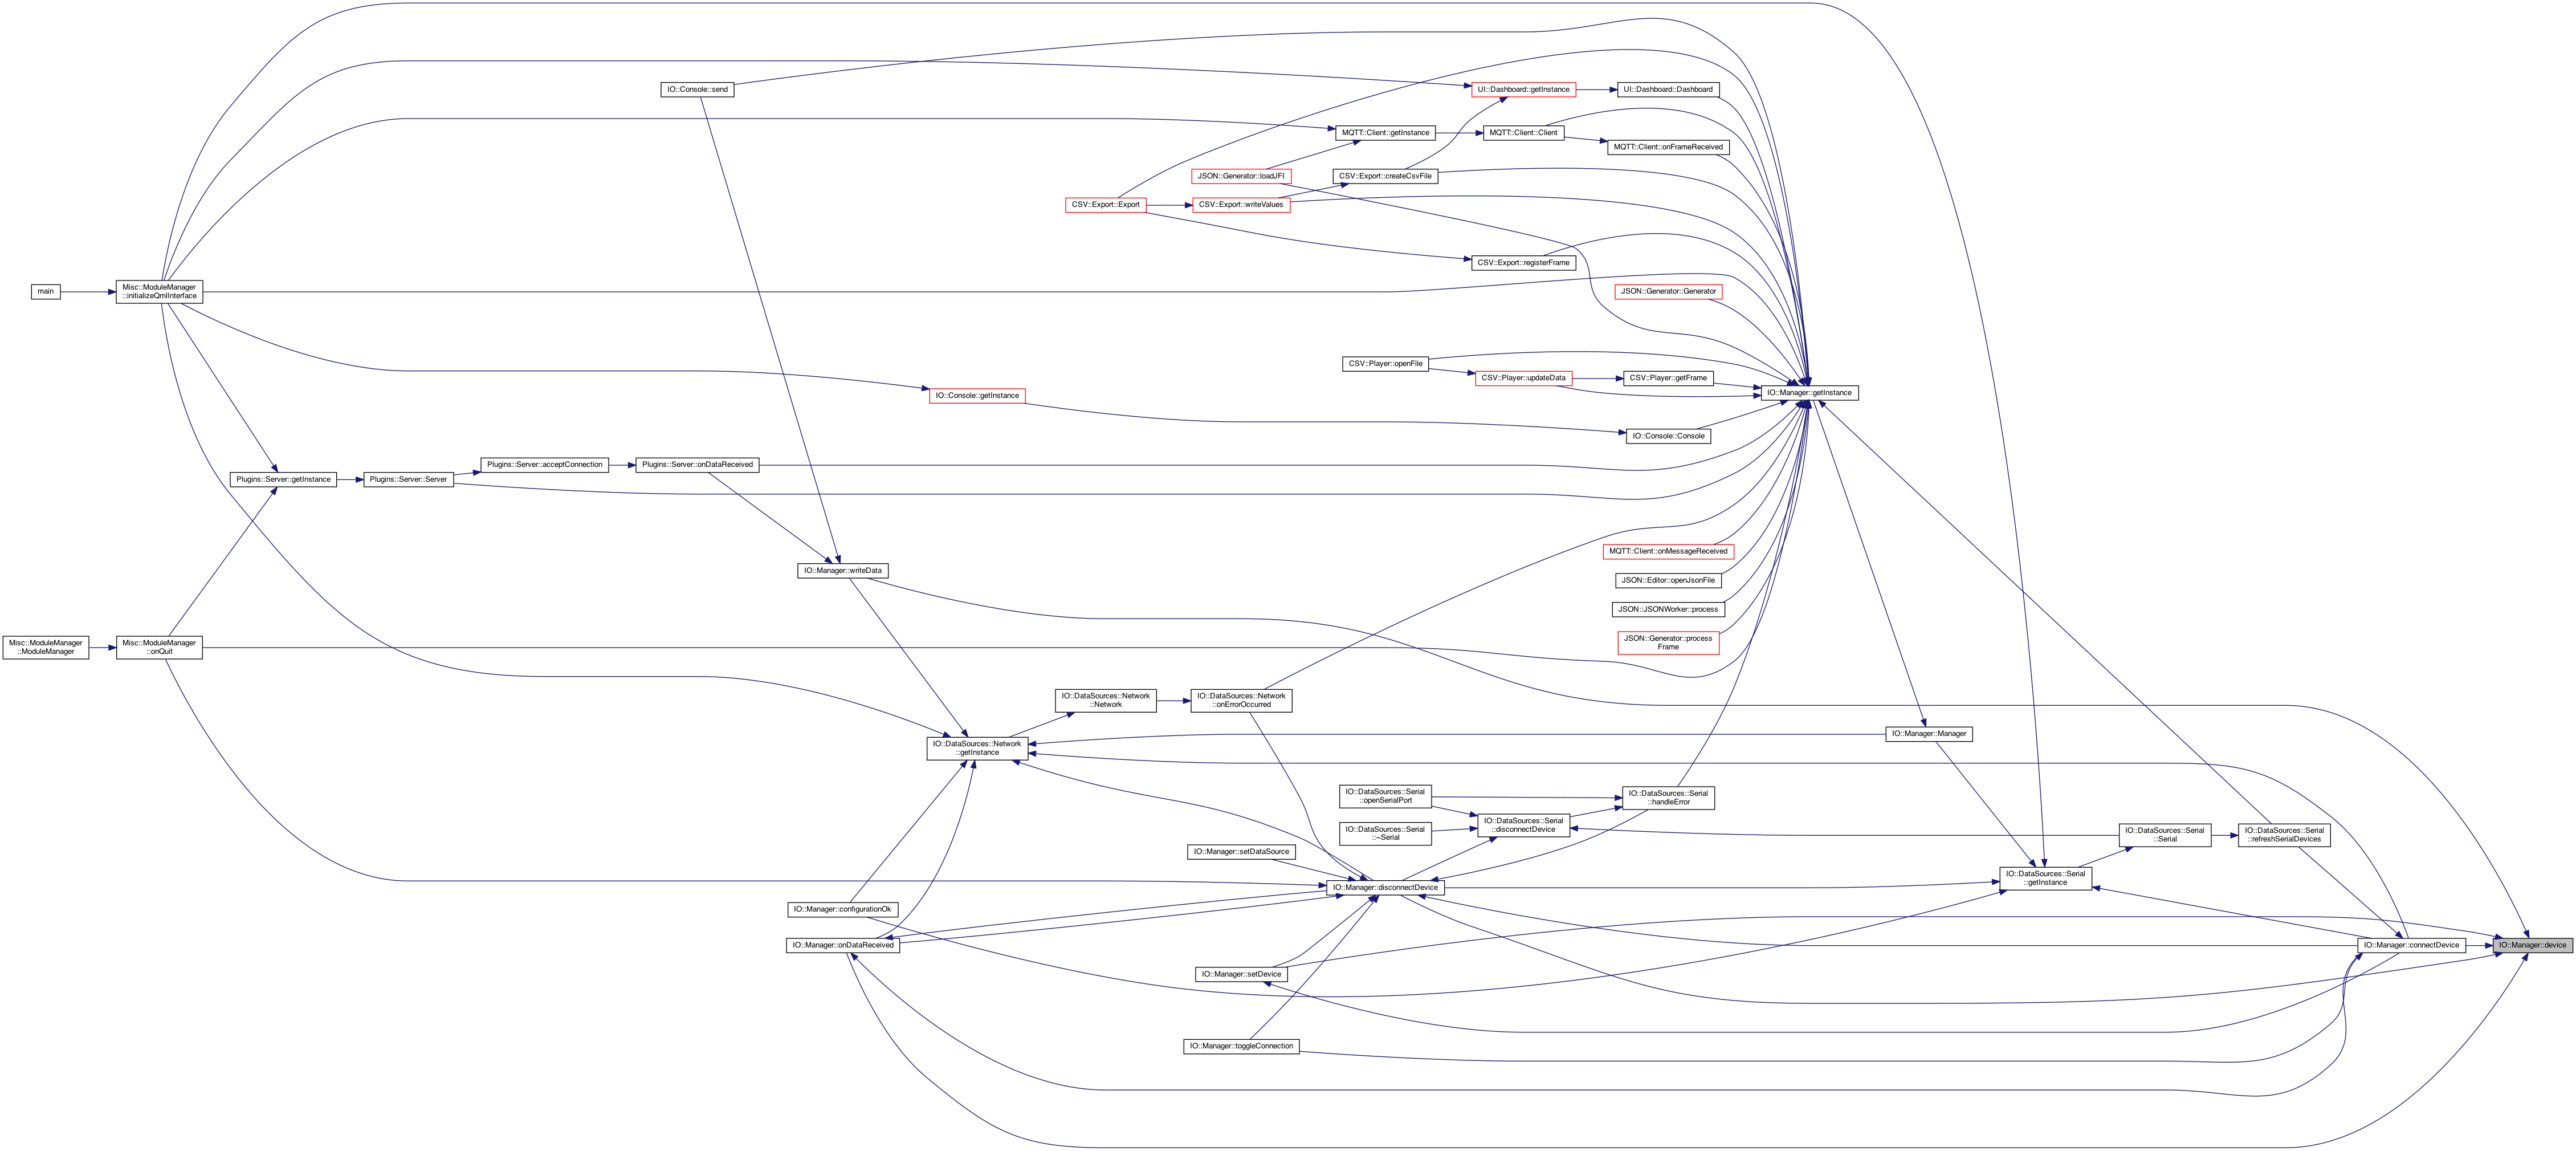 IO::Console::send
UI::Dashboard::getInstance
UI::Dashboard::Dashboard
MQTT::Client::getInstance
MQTT::Client::Client
MQTT::Client::onFrameReceived
JSON::Generator::loadJFI
CSV::Export::createCsvFile
CSV::Export::Export
CSV::Export::writeValues
CSV::Export::registerFrame
main
Misc::ModuleManager
::initializeQmlInterface
JSON::Generator::Generator
CSV::Player::openFile
CSV::Player::updateData
CSV::Player::getFrame
IO::Console::getInstance
IO::Manager::getInstance
IO::Console::Console
Plugins::Server::getInstance
Plugins::Server::Server
Plugins::Server::acceptConnection
Plugins::Server::onDataReceived
MQTT::Client::onMessageReceived
IO::Manager::writeData
JSON::Editor::openJsonFile
JSON::JSONWorker::process
JSON::Generator::process
Frame
Misc::ModuleManager
::ModuleManager
Misc::ModuleManager
::onQuit
IO::DataSources::Network
::Network
IO::DataSources::Network
::onErrorOccurred
IO::DataSources::Network
::getInstance
IO::Manager::Manager
IO::DataSources::Serial
::openSerialPort
IO::DataSources::Serial
::handleError
IO::DataSources::Serial
::~Serial
IO::DataSources::Serial
::disconnectDevice
IO::DataSources::Serial
::Serial
IO::DataSources::Serial
::refreshSerialDevices
IO::Manager::setDataSource
IO::Manager::disconnectDevice
IO::DataSources::Serial
::getInstance
IO::Manager::configurationOk
IO::Manager::onDataReceived
IO::Manager::connectDevice
IO::Manager::device
IO::Manager::setDevice
IO::Manager::toggleConnection